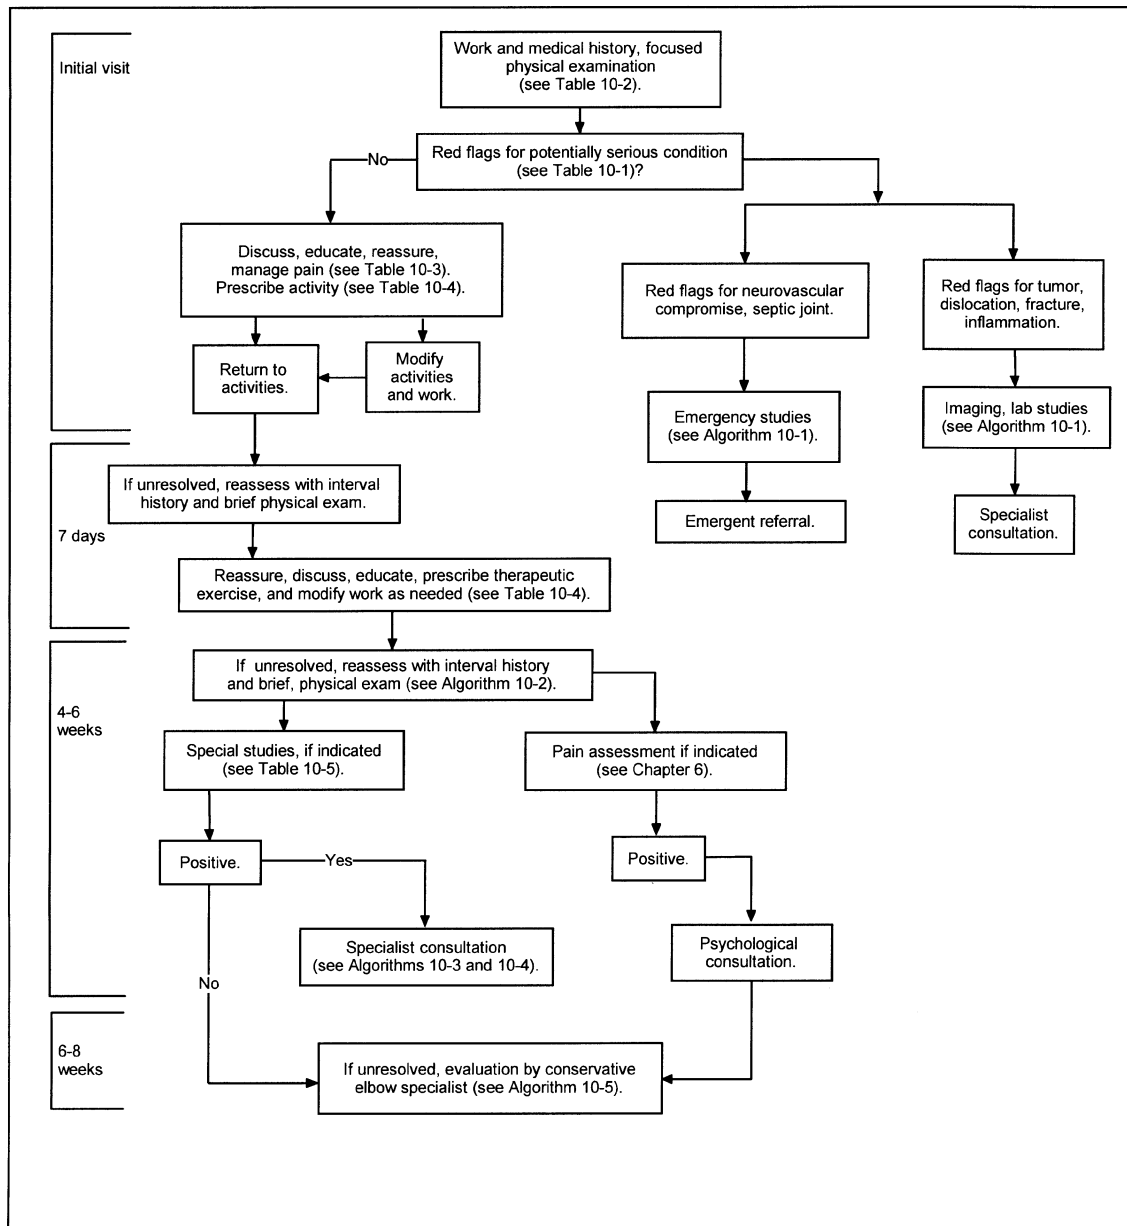 Initial visit
Work and medical history, focused
physical examination
(see Table 10-2).
Red flags for potentially serious condition
(see Table 10-1)?
No
Discuss, educate, reassure,
manage pain (see Table 10-3).
Prescribe activity (see Table 10-4).
Red flags for neurovascular
compromise, septic joint.
Red flags for tumor,
dislocation, fracture,
inflammation.
Return to
activities.
Modify
activities
and work.
Emergency studies
(see Algorithm 10-1).
Imaging, lab studies
(see Algorithm 10-1).
Emergent referral.
Specialist
consultation.
7 days
If unresolved, reassess with interval
history and brief physical exam.
Reassure, discuss, educate, prescribe therapeutic
exercise, and modify work as needed (see Table 10-4).
4-6
weeks
If unresolved, reassess with interval history
and brief, physical exam (see Algorithm 10-2).
Special studies, if indicated
(see Table 10-5).
Pain assessment if indicated
(see Chapter 6).
Positive.
Yes
Positive.
Specialist consultation
(see Algorithms 10-3 and 10-4).
Psychological
consultation.
No
6-8
weeks
If unresolved, evaluation by conservative
elbow specialist (see Algorithm 10-5).